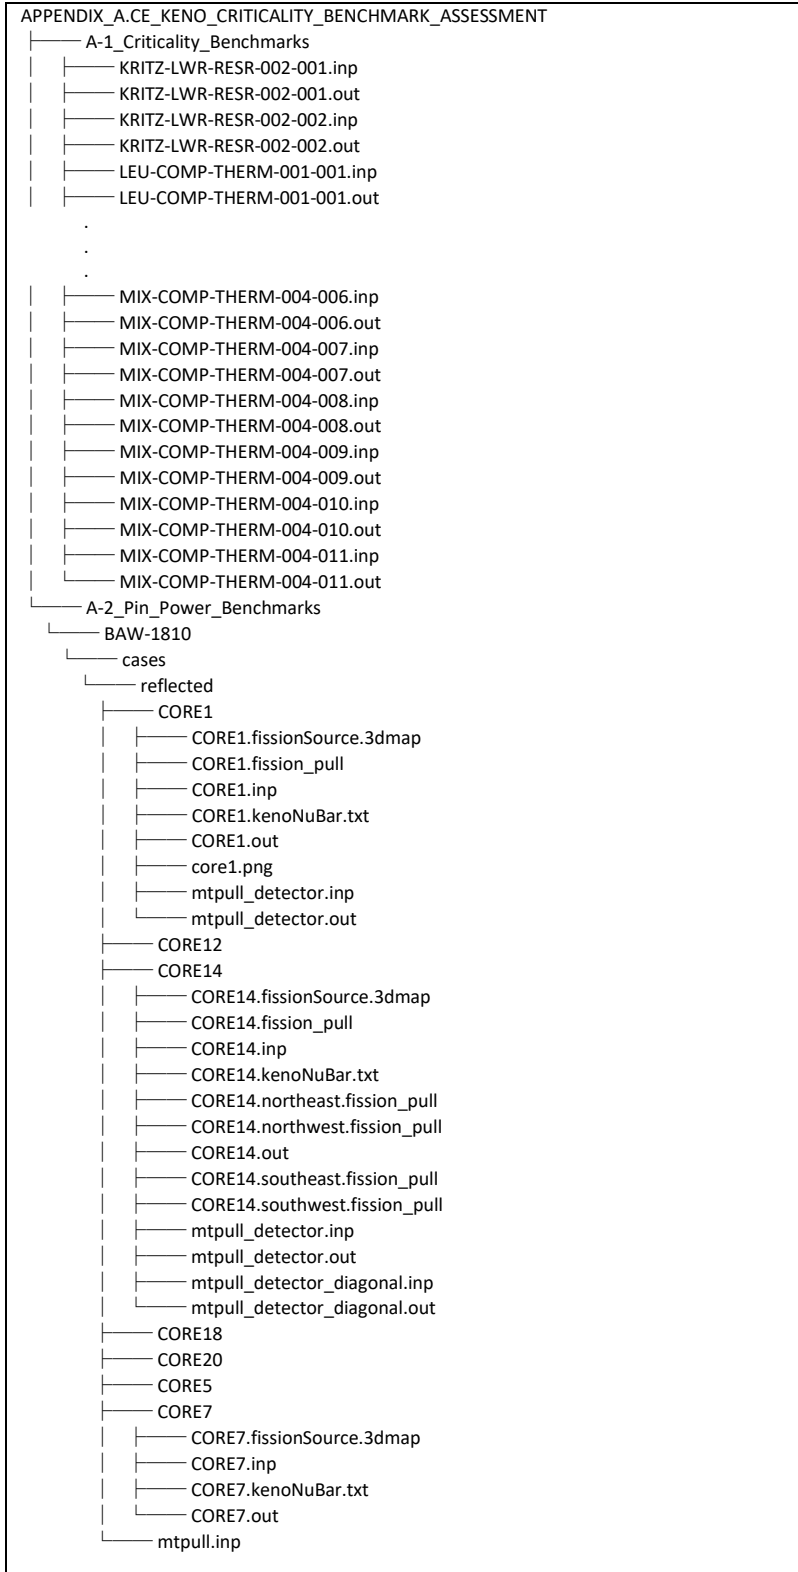 APPENDIX_A.CE_KENO_CRITICALITY_BENCHMARK_ASSESSMENT
├── A-1_Criticality_Benchmarks
│ ├── KRITZ-LWR-RESR-002-001.inp
│ ├── KRITZ-LWR-RESR-002-001.out
│ ├── KRITZ-LWR-RESR-002-002.inp
│ ├── KRITZ-LWR-RESR-002-002.out
│ ├── LEU-COMP-THERM-001-001.inp
│ ├── LEU-COMP-THERM-001-001.out
.
.
.
│ ├── MIX-COMP-THERM-004-006.inp
│ ├── MIX-COMP-THERM-004-006.out
│ ├── MIX-COMP-THERM-004-007.inp
│ ├── MIX-COMP-THERM-004-007.out
│ ├── MIX-COMP-THERM-004-008.inp
│ ├── MIX-COMP-THERM-004-008.out
│ ├── MIX-COMP-THERM-004-009.inp
│ ├── MIX-COMP-THERM-004-009.out
│ ├── MIX-COMP-THERM-004-010.inp
│ ├── MIX-COMP-THERM-004-010.out
│ ├── MIX-COMP-THERM-004-011.inp
│ └── MIX-COMP-THERM-004-011.out
└── A-2_Pin_Power_Benchmarks
└── BAW-1810
└── cases
└── reflected
├── CORE1
│ ├── CORE1.fissionSource.3dmap
│ ├── CORE1.fission_pull
│ ├── CORE1.inp
│ ├── CORE1.kenoNuBar.txt
│ ├── CORE1.out
│ ├── core1.png
│ ├── mtpull_detector.inp
│ └── mtpull_detector.out
├── CORE12
├── CORE14
│ ├── CORE14.fissionSource.3dmap
│ ├── CORE14.fission_pull
│ ├── CORE14.inp
│ ├── CORE14.kenoNuBar.txt
│ ├── CORE14.northeast.fission_pull
│ ├── CORE14.northwest.fission_pull
│ ├── CORE14.out
│ ├── CORE14.southeast.fission_pull
│ ├── CORE14.southwest.fission_pull
│ ├── mtpull_detector.inp
│ ├── mtpull_detector.out
│ ├── mtpull_detector_diagonal.inp
│ └── mtpull_detector_diagonal.out
├── CORE18
├── CORE20
├── CORE5
├── CORE7
│ ├── CORE7.fissionSource.3dmap
│ ├── CORE7.inp
│ ├── CORE7.kenoNuBar.txt
│ └── CORE7.out
└── mtpull.inp